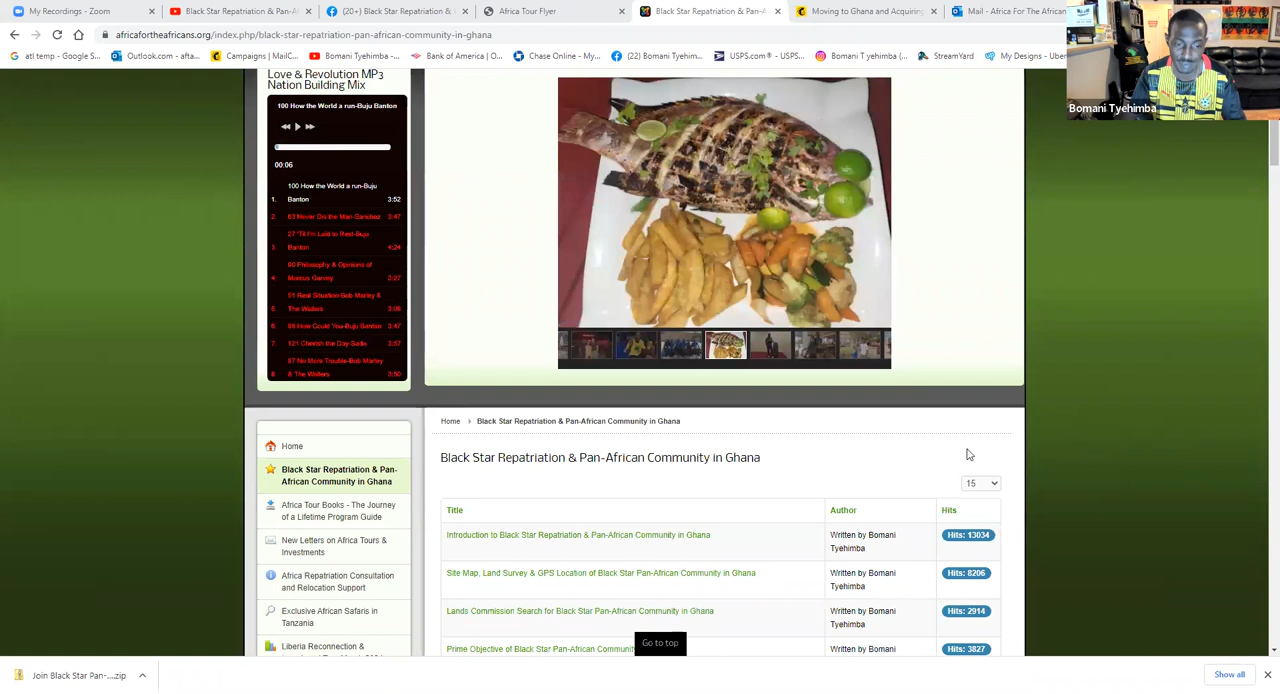 My Recordings - Zoom
Black Star Repatriation & Pan-Af
(20+) Black Star Repatriation &
Africa Tour Flyer
Black Star Repatriation & Pan-A
Moving to Ghana and Acquiring
Mail - Africa For The African
africafortheafricans.org/index.php/black-star-repatriation-pan-african-community-in-ghana
atl temp - Google S...
Outlook.com - afta...
Campaigns | MailC...
Bomani Tyehimba -...
Bank of America | O...
Chase Online - My...
(22) Bomani Tyehim...
USPS.com® - USPS...
Bomani T yehimba (...
StreamYard
My Designs - Uber
Bomani Tyehimba
Love & Revolution MP3
Nation Building Mix
100 How the World a run-Buju Banton
00:06
100 How the World a run-Buju
1. Banton 3:52
2 63 Never Dis the Man-Sanchez 3:47
27 'Til I'm Laid to Rest-Buju
3 Banton 4:24
80 Philosophy & Opinions of
4 Marcus Garvey 2:27
51 Real Situation-Bob Marley &
5 The Wailers 3:08
6 86 How Could You-Buju Banton 3:47
7 121 Cherish the Day-Sade
97 No More Trouble-Bob Marley
8 & The Wailers 3:50
Home
Black Star Repatriation & Pan-African Community in Ghana
Home
Black Star Repatriation & Pan-
African Community in Ghana
Africa Tour Books - The Journey
of a Lifetime Program Guide
New Letters on Africa Tours &
Investments
Africa Repatriation Consultation
and Relocation Support
Exclusive African Safaris in
Tanzania
Liberia Reconnection &
Black Star Repatriation & Pan-African Community in Ghana
15
Title Author Hits
Introduction to Black Star Repatriation & Pan-African Community in Ghana Written by Bomani Tyehimba Hits: 13034
Site Map, Land Survey & GPS Location of Black Star Pan-African Community in Ghana Written by Bomani Tyehimba Hits: 8206
Lands Commission Search for Black Star Pan-African Community in Ghana Written by Bomani Tyehimba Hits: 2914
Prime Objective of Black Star Pan-African Communi Written by Bomani Hits: 3827
Go to top
Join Black Star Pan-....zip
Show all